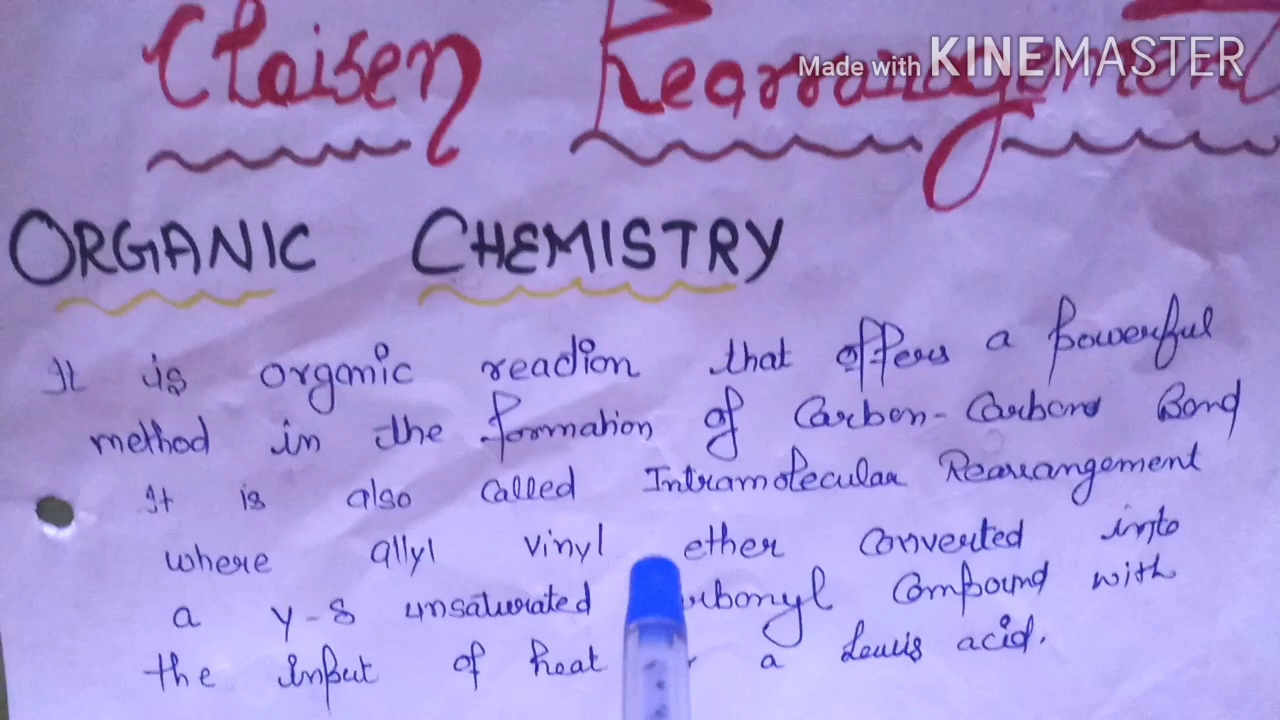 Claisen Rearrangement
Made with KINEMASTER
ORGANIC CHEMISTRY
It is organic reaction that offers a powerful
method in the formation of Carbon-Carbon Bond
It is also called Intramolecular Rearrangement
where allyl vinyl ether converted into
a γ-δ unsaturated rbonyl Compound with
the input of heat a Lewis acid.